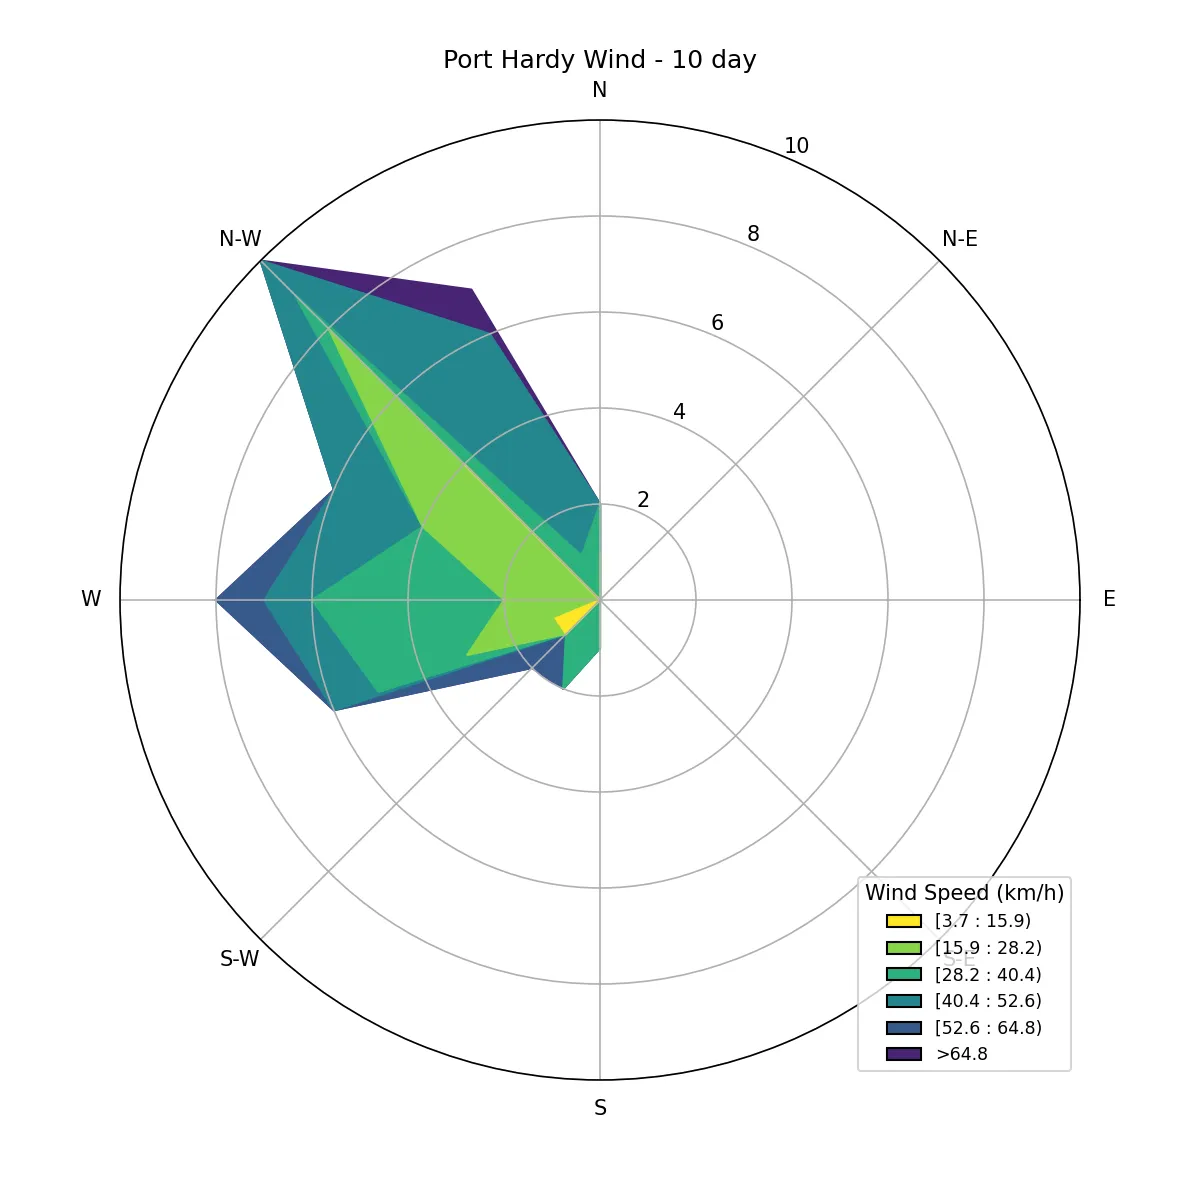 Port Hardy Wind - 10 day
N
10
N-W
8
N-E
6
4
2
W
E
Wind Speed (km/h)
[3.7 : 15.9)
[15.9 : 28.2)
S-W
S-E
[28.2 : 40.4)
[40.4 : 52.6)
[52.6 : 64.8)
>64.8
S